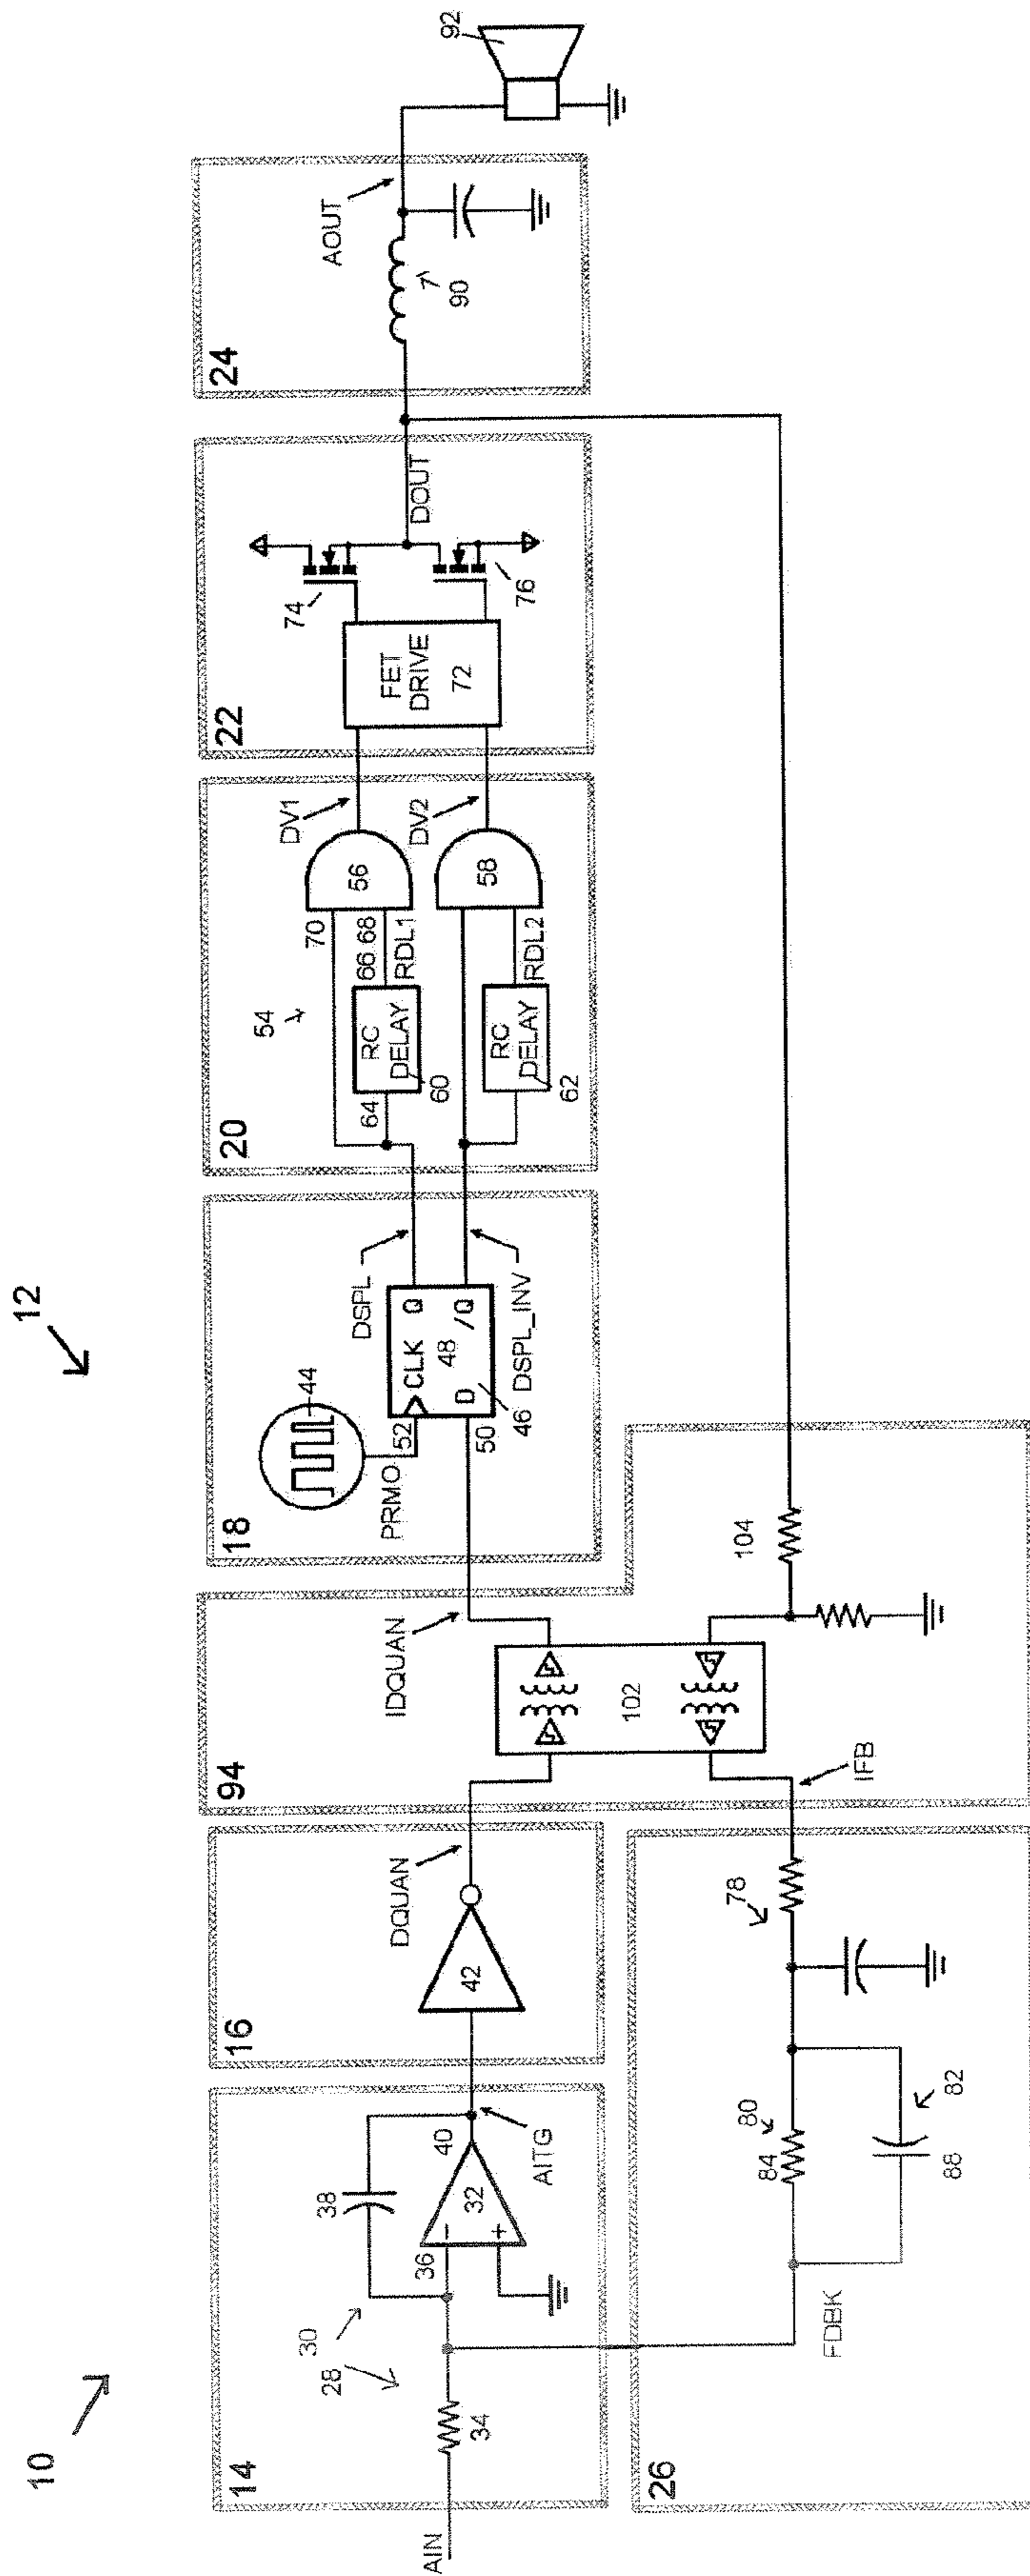 10
12
14
16
94
18
20
22
24
26
AIN
34
28
30
36
38
32
−
+
40
AITG
42
DQUAN
IDQUAN
102
IFB
104
PRMO
44
52
50
CLK
Q
48
D
/Q
46
DSPL
DSPL_INV
54
70
64
RC
DELAY
60
66
68
RDL1
56
DV1
RC
DELAY
62
RDL2
58
DV2
FET
DRIVE
72
74
76
DOUT
90
AOUT
92
78
80
84
82
88
FDBK